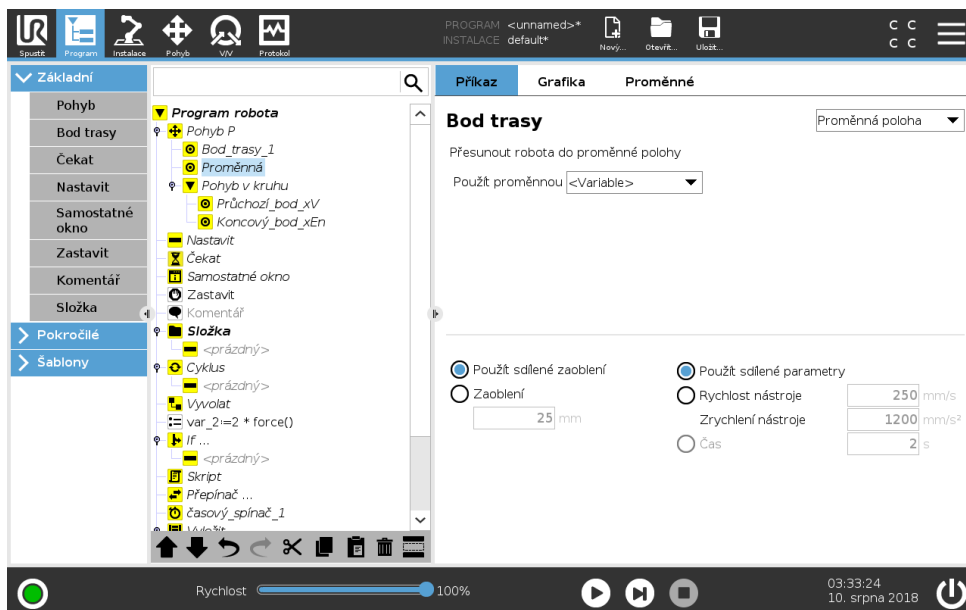 UR
PROGRAM <unnamed>*
INSTALACE default*
Spustit
Program
Instalace
Pohyb
V/V
Protokol
Nový...
Otevřít...
Uložit...
C C
C C
Základní
Pohyb
Bod trasy
Čekat
Nastavit
Samostatné
okno
Zastavit
Komentář
Složka
Pokročilé
Šablony
Program robota
Pohyb P
Bod_trasy_1
Proměnná
Pohyb v kruhu
Průchozí_bod_xV
Koncový_bod_xEn
Nastavit
Čekat
Samostatné okno
Zastavit
Komentář
Složka
<prázdný>
Cyklus
<prázdný>
Vyvolat
var_2:=2 * force()
If ...
<prázdný>
Skript
Přepínač ...
časový_spínač_1
Vyložit
Příkaz
Grafika
Proměnné
Bod trasy
Proměnná poloha
Přesunout robota do proměnné polohy
Použít proměnnou <Variable>
Použít sdílené zaoblení
Zaoblení
25 mm
Použít sdílené parametry
Rychlost nástroje 250 mm/s
Zrychlení nástroje 1200 mm/s²
Čas 2 s
Rychlost 100%
03:33:24
10. srpna 2018